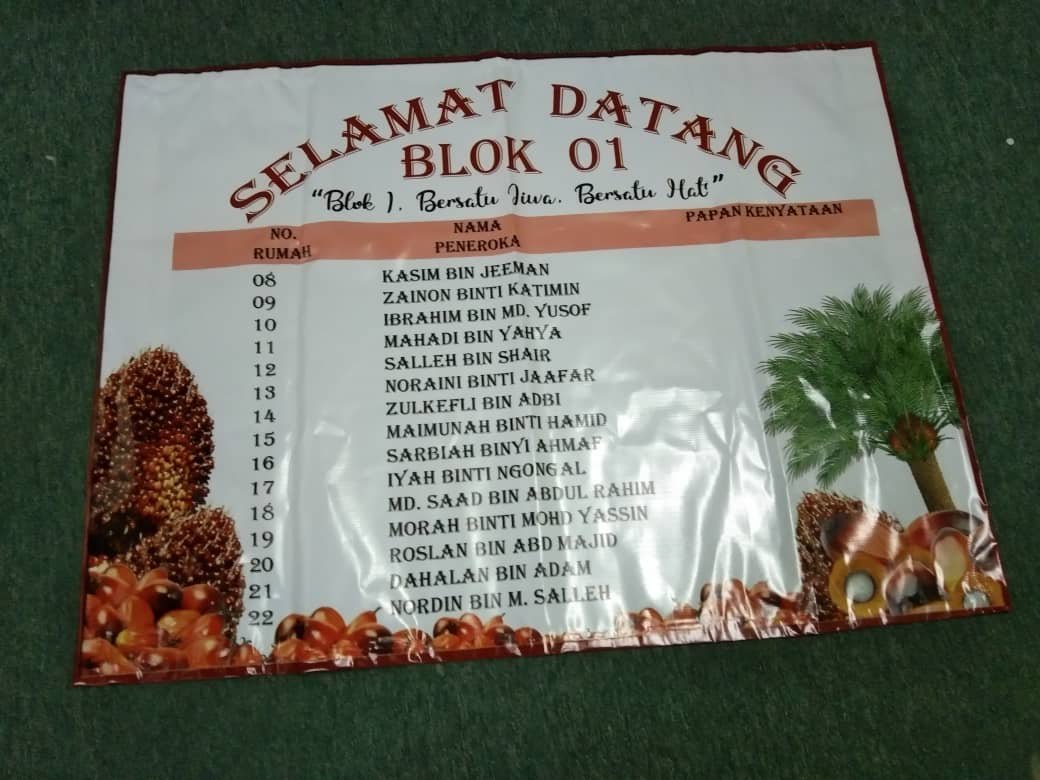 SELAMAT DATANG
BLOK 01
"Blok 1, Bersatu Jiwa, Bersatu Hati"
NO. RUMAH NAMA PENEROKA PAPAN KENYATAAN
08 KASIM BIN JEEMAN
09 ZAINON BINTI KATIMIN
10 IBRAHIM BIN MD. YUSOF
11 MAHADI BIN YAHYA
12 SALLEH BIN SHAIR
13 NORAINI BINTI JAAFAR
14 ZULKEFLI BIN ADBI
15 MAIMUNAH BINTI HAMID
16 SARBIAH BINYI AHMAF
17 IYAH BINTI NGONGAL
18 MD. SAAD BIN ABDUL RAHIM
19 MORAH BINTI MOHD YASSIN
20 ROSLAN BIN ABD MAJID
21 DAHALAN BIN ADAM
22 NORDIN BIN M. SALLEH